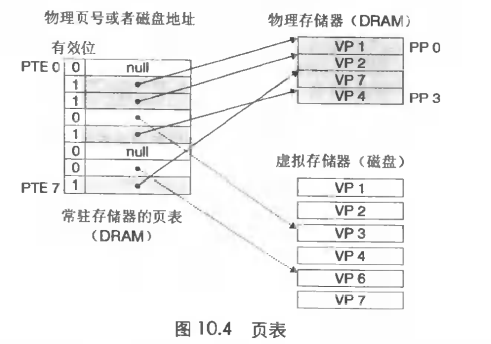 物理页号或者磁盘地址
物理存储器（DRAM）
有效位
PTE 0 0 null
1
1
0
1
0 null
0
PTE 7 1
VP 1 PP 0
VP 2
VP 7
VP 4 PP 3
常驻存储器的页表
（DRAM）
虚拟存储器（磁盘）
VP 1
VP 2
VP 3
VP 4
VP 6
VP 7
图 10.4 页表